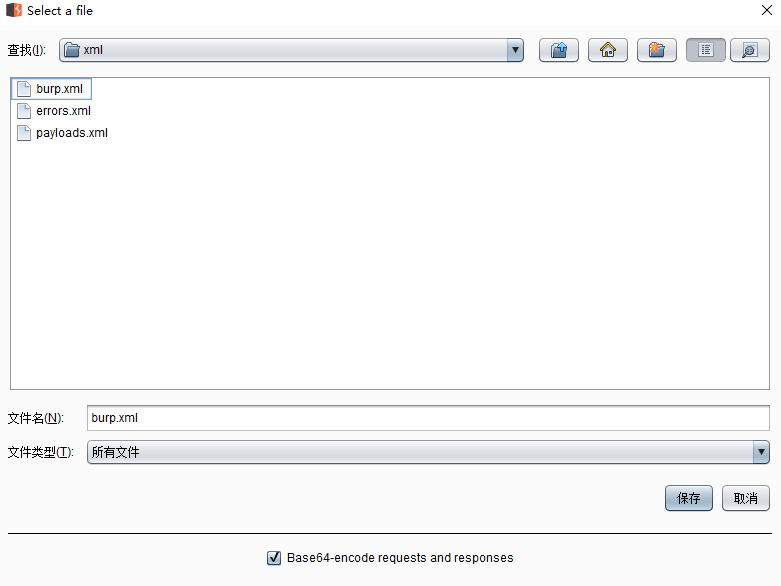 Select a file
查找(I):
xml
burp.xml
errors.xml
payloads.xml
文件名(N): burp.xml
文件类型(T): 所有文件
保存 取消
Base64-encode requests and responses